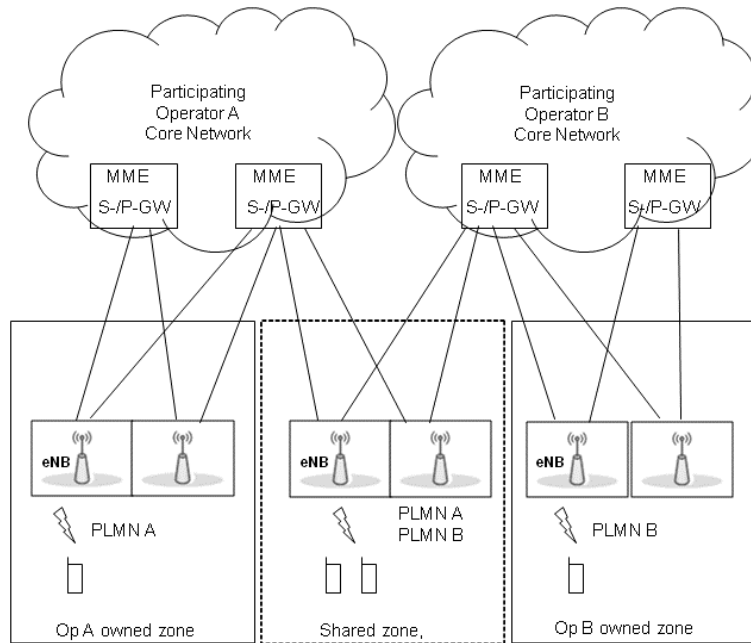 Participating
Operator A
Core Network
Participating
Operator B
Core Network
MME
S-/P-GW
MME
S-/P-GW
MME
S-/P-GW
MME
S-/P-GW
eNB
eNB
eNB
PLMN A
PLMN A
PLMN B
PLMN B
Op A owned zone
Shared zone,
Op B owned zone